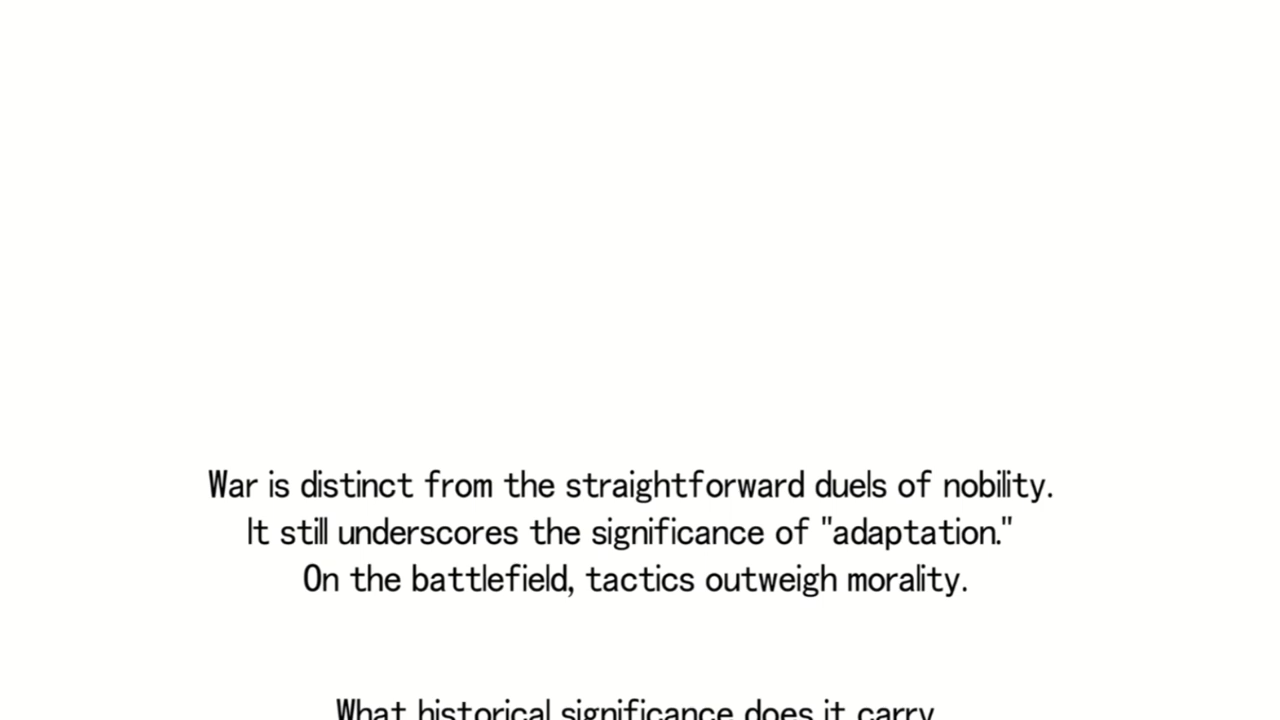 War is distinct from the straightforward duels of nobility.
It still underscores the significance of "adaptation."
On the battlefield, tactics outweigh morality.
What historical significance does it carry